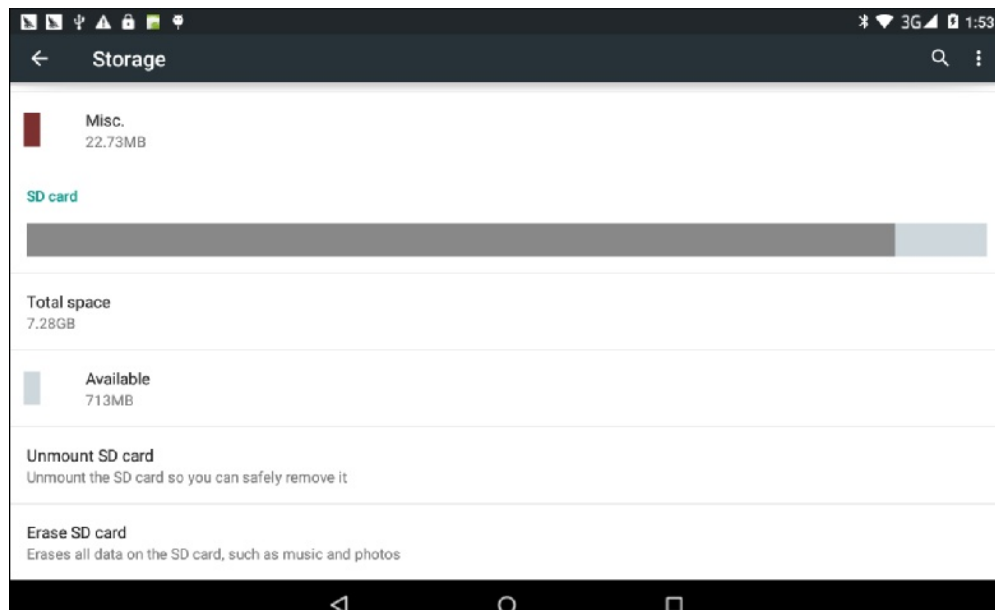 3G 1:53
Storage
Misc.
22.73MB
SD card
Total space
7.28GB
Available
713MB
Unmount SD card
Unmount the SD card so you can safely remove it
Erase SD card
Erases all data on the SD card, such as music and photos